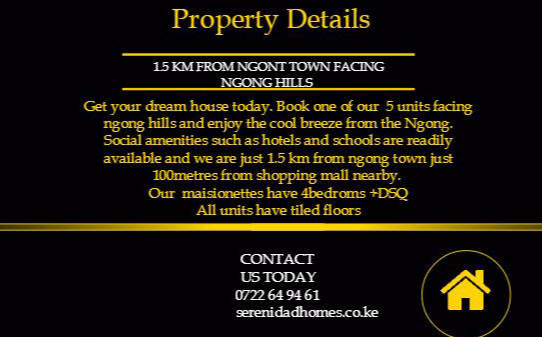 Property Details
1.5 KM FROM NGONT TOWN FACING
NGONG HILLS
Get your dream house today. Book one of our 5 units facing
ngong hills and enjoy the cool breeze from the Ngong.
Social amenities such as hotels and schools are readily
available and we are just 1.5 km from ngong town just
100metres from shopping mall nearby.
Our maisionettes have 4bedroms +DSQ
All units have tiled floors
CONTACT
US TODAY
0722 64 94 61
serenidadhomes.co.ke